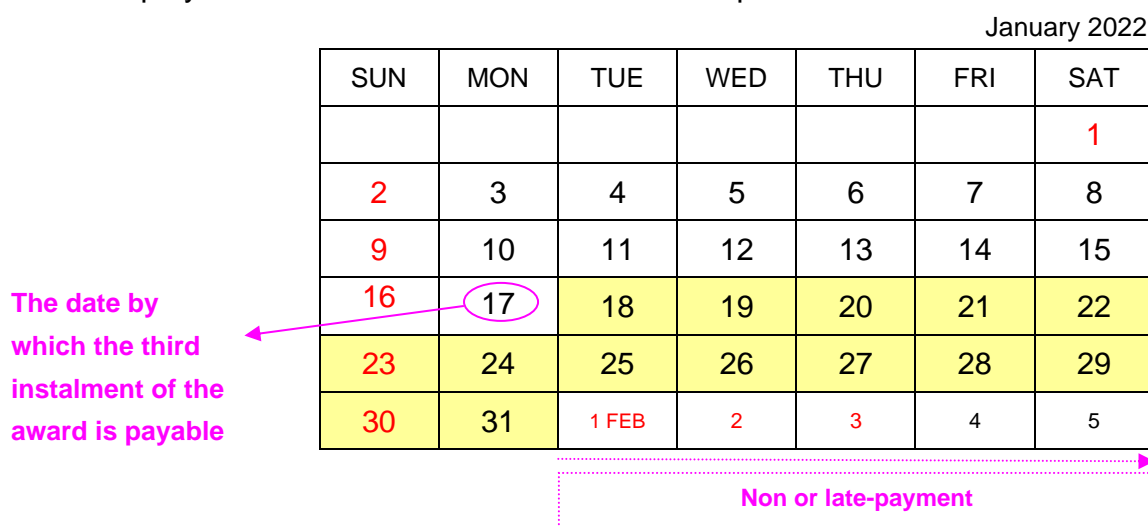 January 2022
SUN MON TUE WED THU FRI SAT
1
2 3 4 5 6 7 8
9 10 11 12 13 14 15
16 17 18 19 20 21 22
23 24 25 26 27 28 29
30 31 1 FEB 2 3 4 5
The date by
which the third
instalment of the
award is payable
Non or late-payment